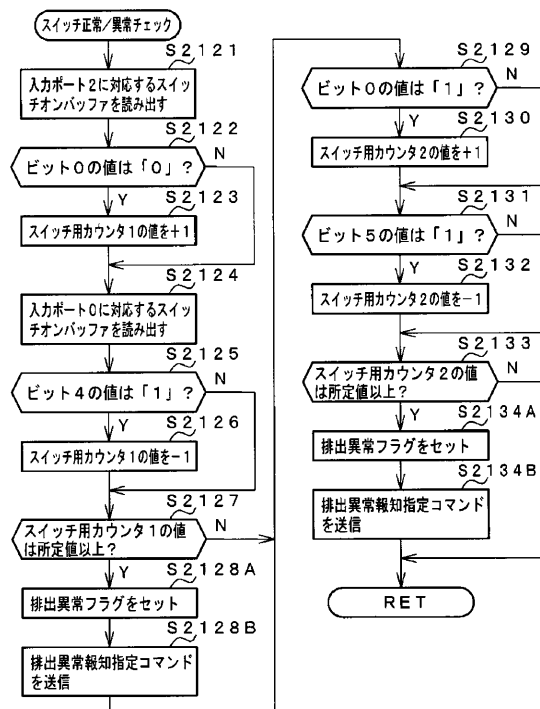 スイッチ正常/異常チェック
S2121
入力ポート2に対応するスイッ
チオンバッファを読み出す
S2122
ビット0の値は「0」?
N
Y
S2123
スイッチ用カウンタ1の値を+1
S2124
入力ポート0に対応するスイッ
チオンバッファを読み出す
S2125
ビット4の値は「1」?
N
Y
S2126
スイッチ用カウンタ1の値を-1
S2127
スイッチ用カウンタ1の値
は所定値以上?
N
Y
S2128A
排出異常フラグをセット
S2128B
排出異常報知指定コマンド
を送信
S2129
ビット0の値は「1」?
N
Y
S2130
スイッチ用カウンタ2の値を+1
S2131
ビット5の値は「1」?
N
Y
S2132
スイッチ用カウンタ2の値を-1
S2133
スイッチ用カウンタ2の値
は所定値以上?
N
Y
S2134A
排出異常フラグをセット
S2134B
排出異常報知指定コマンド
を送信
RET